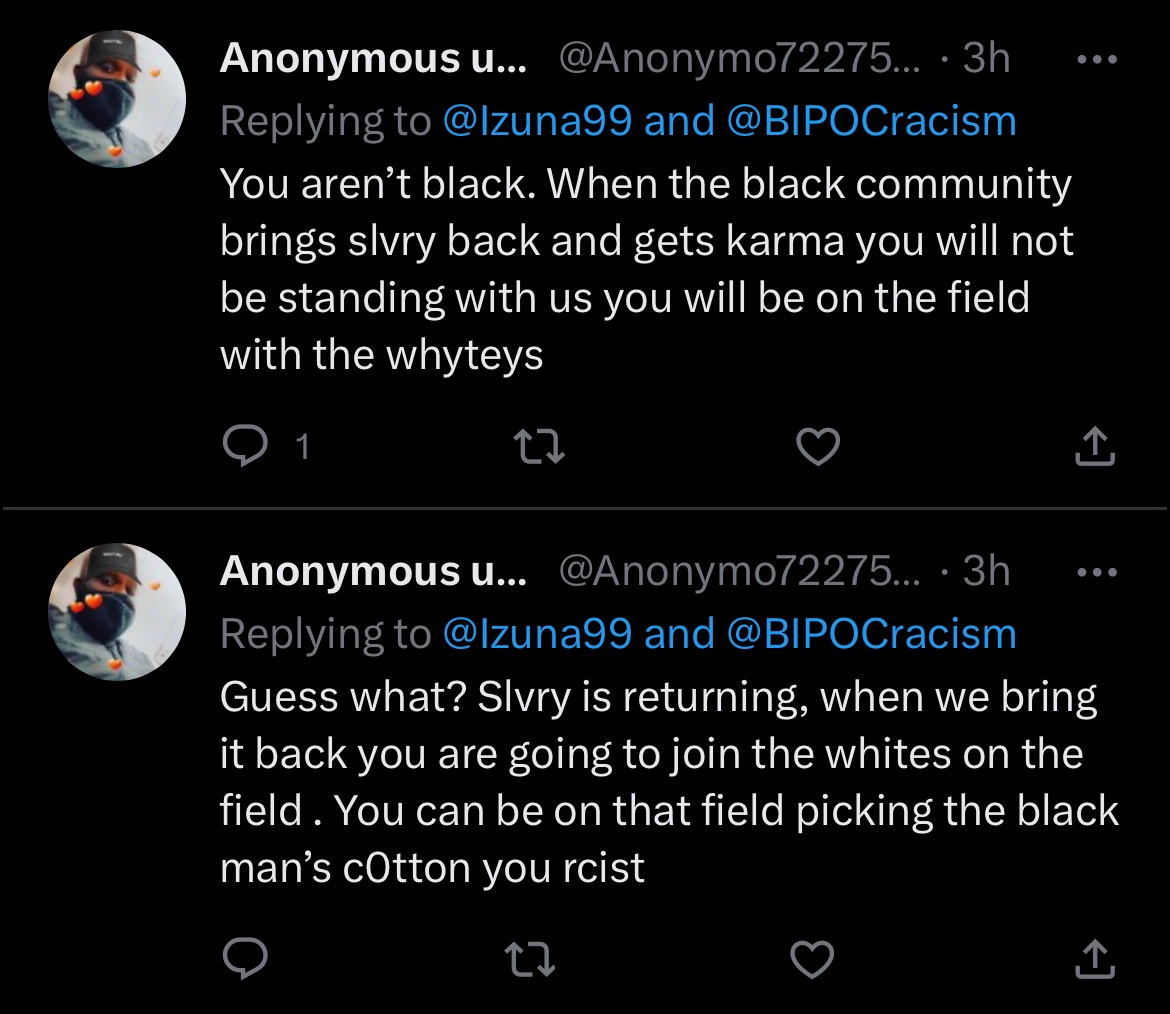 Anonymous u... @Anonymo72275... · 3h
Replying to @Izuna99 and @BIPOCracism
You aren’t black. When the black community
brings slvry back and gets karma you will not
be standing with us you will be on the field
with the whyteys
1
Anonymous u... @Anonymo72275... · 3h
Replying to @Izuna99 and @BIPOCracism
Guess what? Slvry is returning, when we bring
it back you are going to join the whites on the
field . You can be on that field picking the black
man’s c0tton you rcist